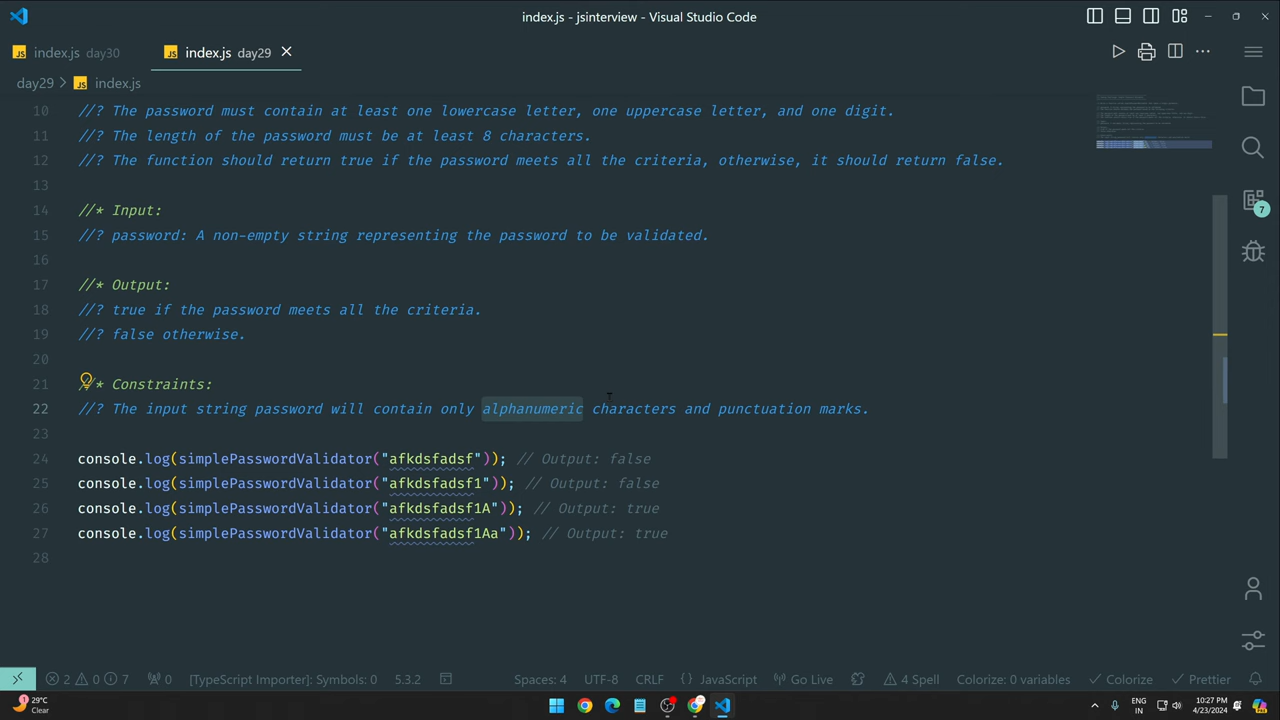 index.js - jsinterview - Visual Studio Code
JS index.js day30
JS index.js day29
day29 > JS index.js
10 //? The password must contain at least one lowercase letter, one uppercase letter, and one digit.
11 //? The length of the password must be at least 8 characters.
12 //? The function should return true if the password meets all the criteria, otherwise, it should return false.
13
14 //* Input:
15 //? password: A non-empty string representing the password to be validated.
16
17 //* Output:
18 //? true if the password meets all the criteria.
19 //? false otherwise.
20
21 //* Constraints:
22 //? The input string password will contain only alphanumeric characters and punctuation marks.
23
24 console.log(simplePasswordValidator("afkdsfadsf")); // Output: false
25 console.log(simplePasswordValidator("afkdsfadsf1")); // Output: false
26 console.log(simplePasswordValidator("afkdsfadsf1A")); // Output: true
27 console.log(simplePasswordValidator("afkdsfadsf1Aa")); // Output: true
28
7
2 0 7 0 [TypeScript Importer]: Symbols: 0 5.3.2 Spaces: 4 UTF-8 CRLF {} JavaScript Go Live 4 Spell Colorize: 0 variables Colorize Prettier
29°C
Clear
ENG
IN
10:27 PM
4/23/2024